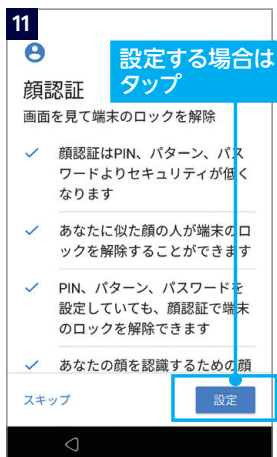 11
設定する場合は
タップ
顔認証
画面を見て端末のロックを解除
顔認証はPIN、パターン、パス
ワードよりセキュリティが低く
なります
あなたに似た顔の人が端末のロ
ックを解除することができます
PIN、パターン、パスワードを
設定していても、顔認証で端末
のロックを解除できます
あなたの顔を認識するための顔
スキップ
設定